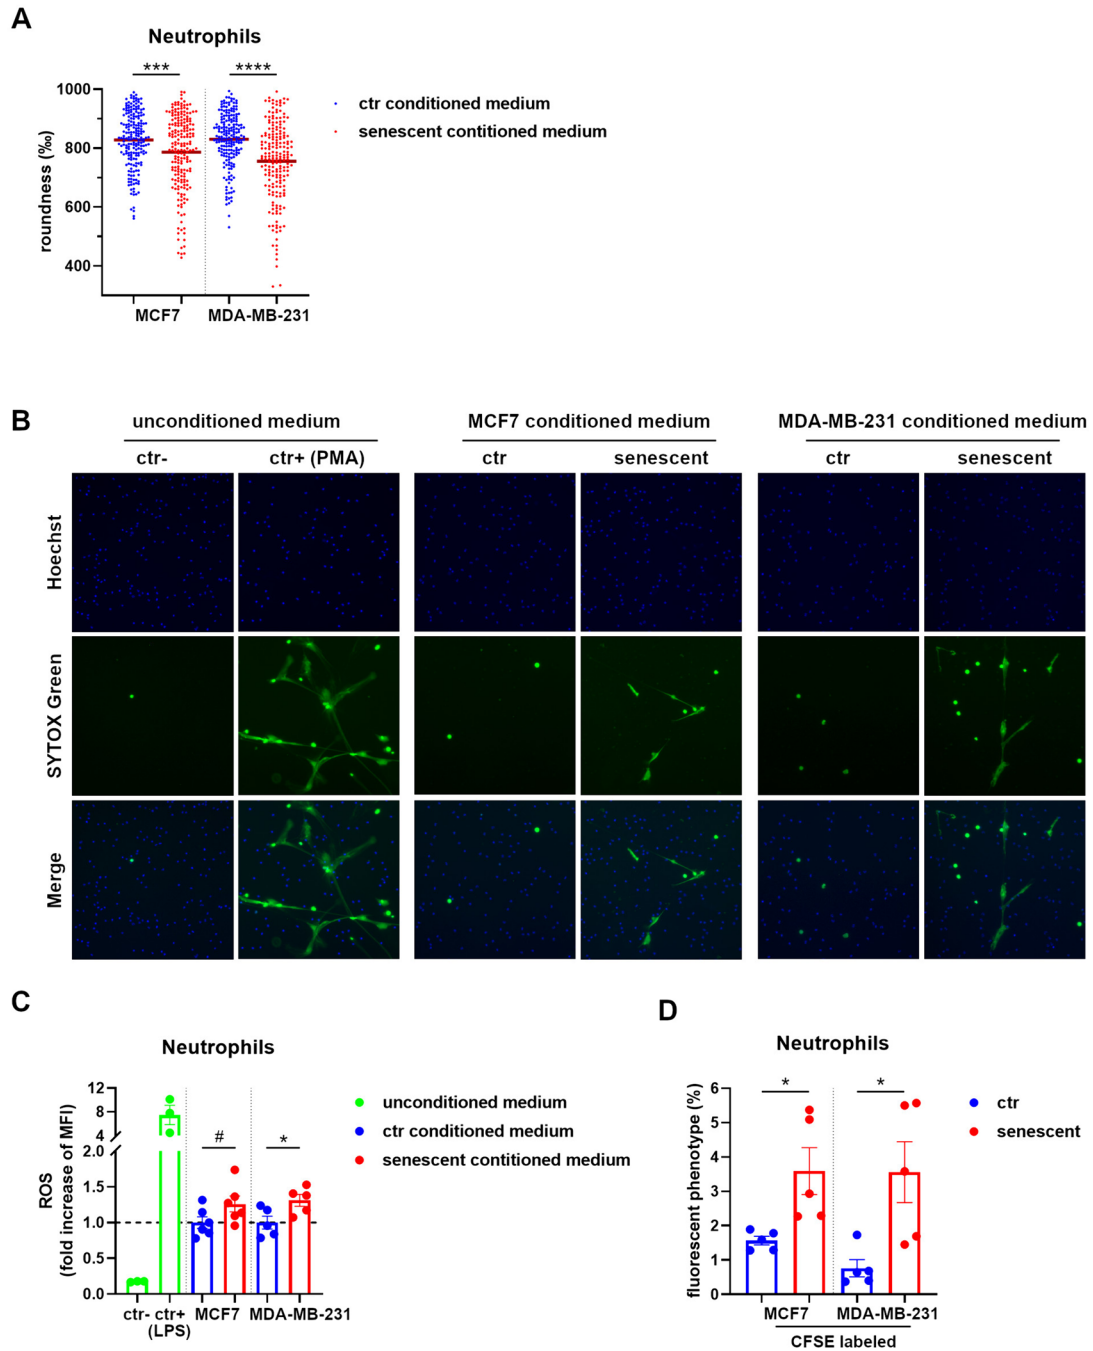 A
Neutrophils
*** ****
1000
800
600
400
roundness (‰)
MCF7 MDA-MB-231
ctr conditioned medium
senescent contitioned medium
B
unconditioned medium MCF7 conditioned medium MDA-MB-231 conditioned medium
ctr- ctr+ (PMA) ctr senescent ctr senescent
Hoechst
SYTOX Green
Merge
C
Neutrophils
ROS
(fold increase of MFI)
12
8
4
2.0
1.5
1.0
0.5
0.0
# *
ctr- ctr+ MCF7 MDA-MB-231
(LPS)
unconditioned medium
ctr conditioned medium
senescent contitioned medium
D
Neutrophils
fluorescent phenotype (%)
6
5
4
3
2
1
0
* *
MCF7 MDA-MB-231
CFSE labeled
ctr
senescent